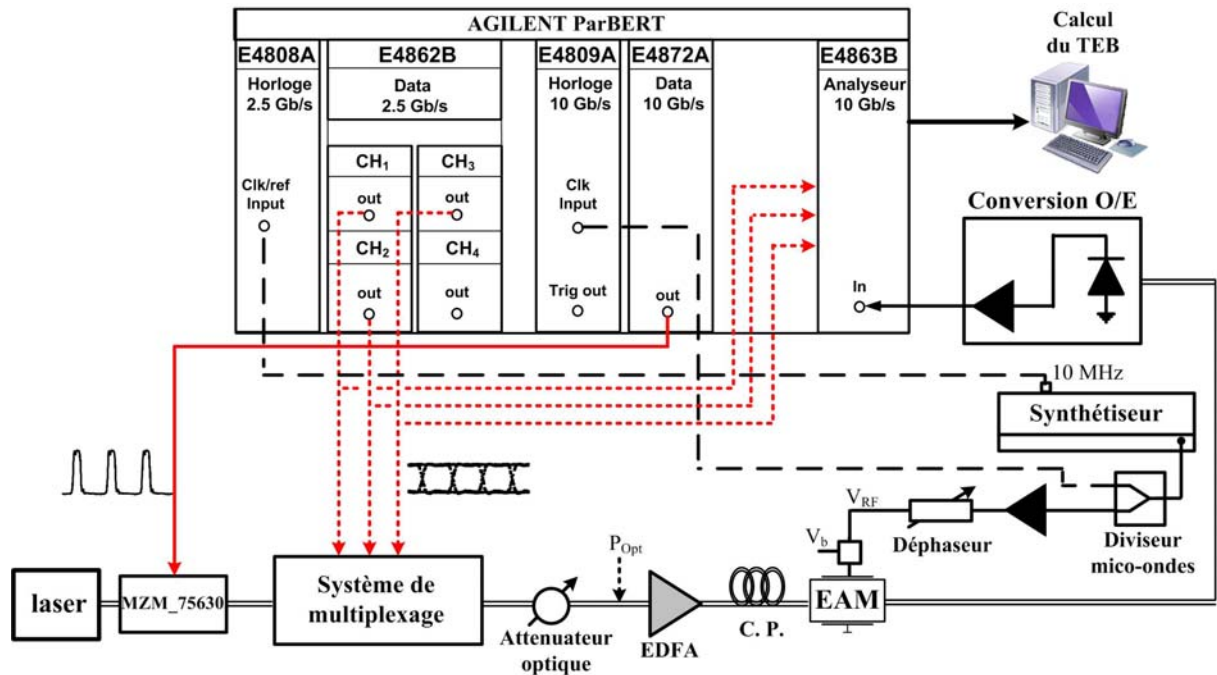 AGILENT ParBERT
Calcul
du TEB
E4808A
Horloge
2.5 Gb/s
Clk/ref
Input
E4862B
Data
2.5 Gb/s
CH1
out
CH3
out
CH2
out
CH4
out
E4809A
Horloge
10 Gb/s
Clk
Input
Trig out
E4872A
Data
10 Gb/s
out
E4863B
Analyseur
10 Gb/s
In
Conversion O/E
10 MHz
Synthétiseur
VRF
Vb
Déphaseur
Diviseur
mico-ondes
laser
MZM_75630
Système de
multiplexage
Attenuateur
optique
POpt
EDFA
C. P.
EAM